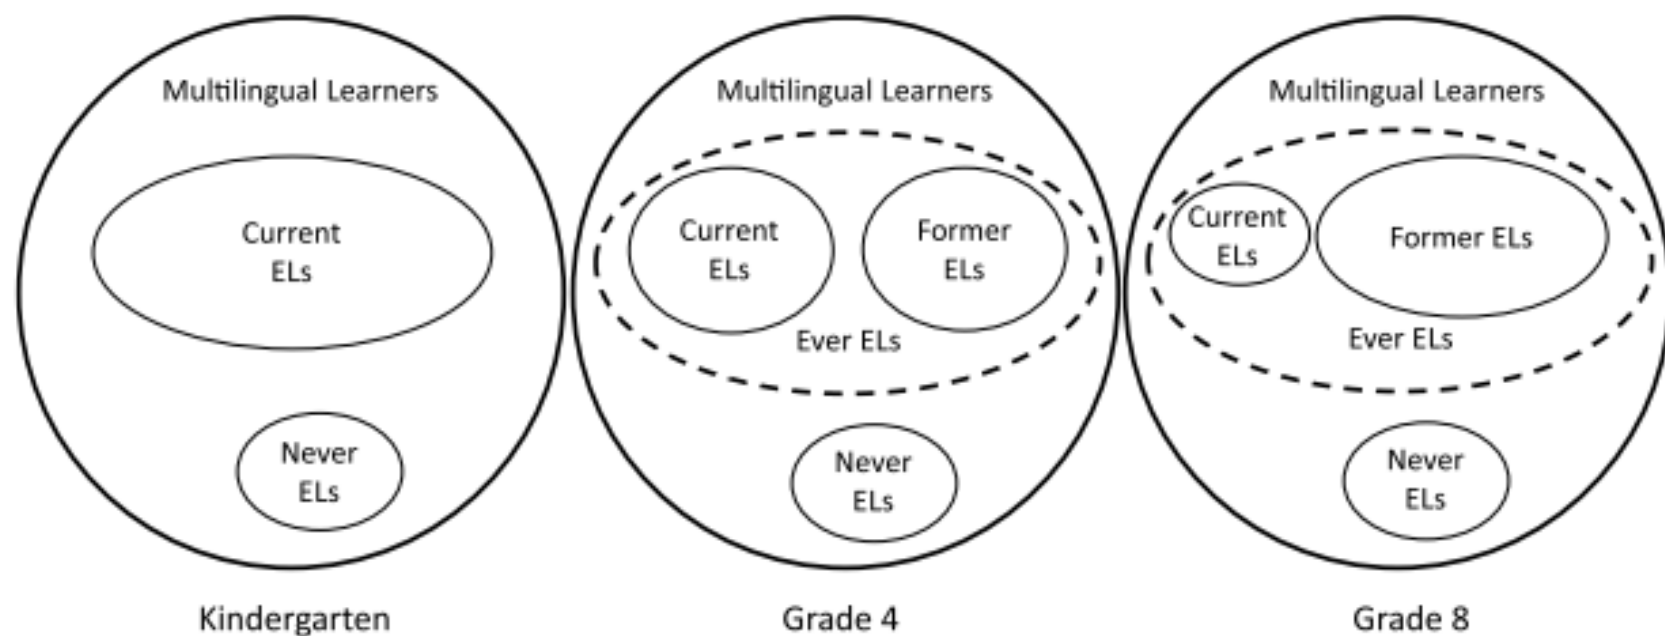 Multilingual Learners
Current
ELs
Never
ELs
Kindergarten
Multilingual Learners
Current
ELs
Former
ELs
Ever ELs
Never
ELs
Grade 4
Multilingual Learners
Current
ELs
Former ELs
Ever ELs
Never
ELs
Grade 8